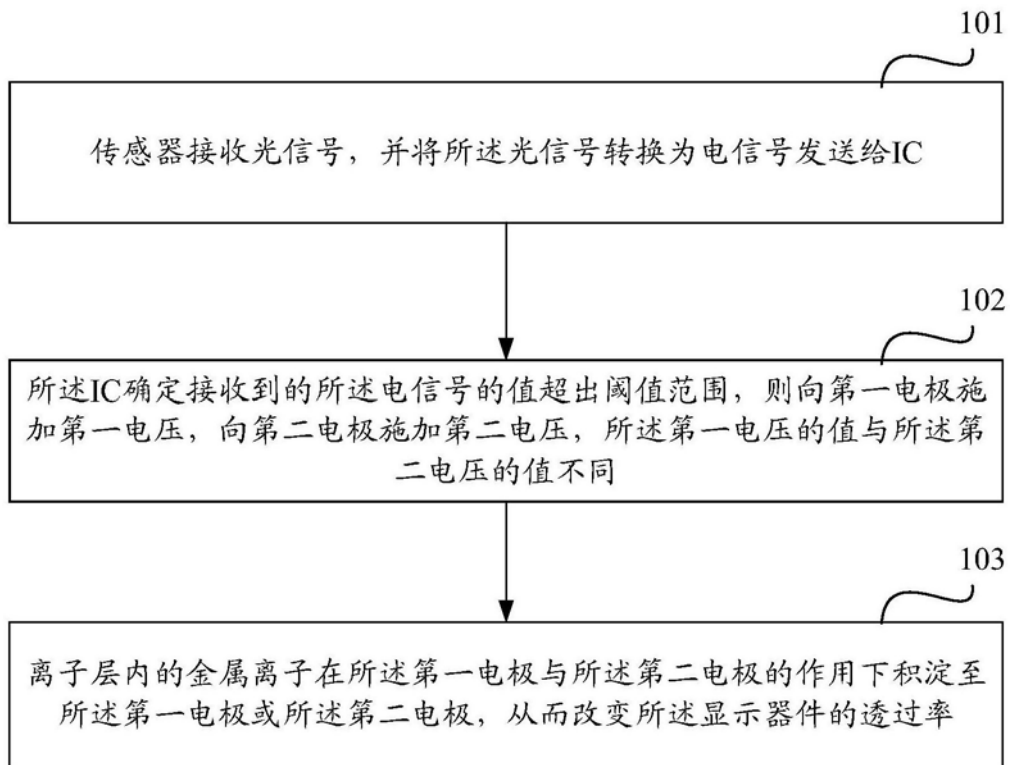 101
传感器接收光信号，并将所述光信号转换为电信号发送给IC
102
所述IC确定接收到的所述电信号的值超出阈值范围，则向第一电极施
加第一电压，向第二电极施加第二电压，所述第一电压的值与所述第
二电压的值不同
103
离子层内的金属离子在所述第一电极与所述第二电极的作用下积淀至
所述第一电极或所述第二电极，从而改变所述显示器件的透过率